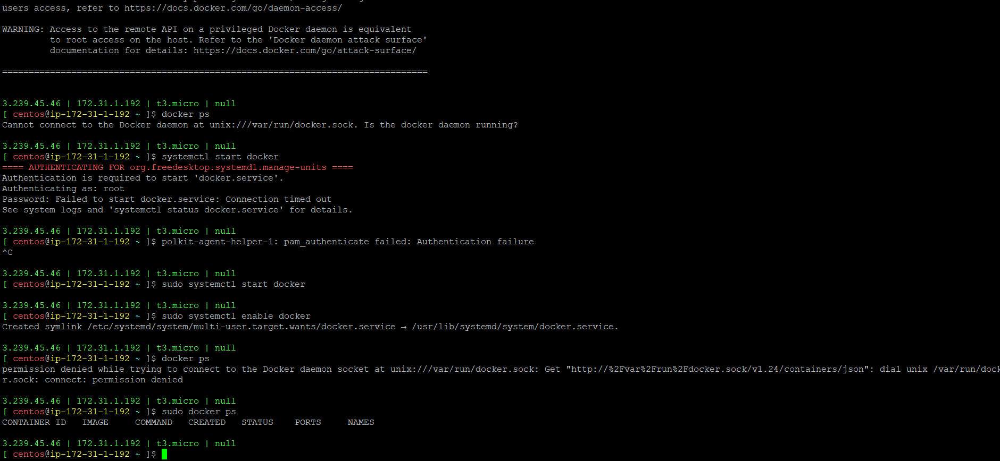 users access, refer to https://docs.docker.com/go/daemon-access/
WARNING: Access to the remote API on a privileged Docker daemon is equivalent
to root access on the host. Refer to the 'Docker daemon attack surface'
documentation for details: https://docs.docker.com/go/attack-surface/
================================================================================
3.239.45.46 | 172.31.1.192 | t3.micro | null
[ centos@ip-172-31-1-192 ~ ]$ docker ps
Cannot connect to the Docker daemon at unix:///var/run/docker.sock. Is the docker daemon running?
3.239.45.46 | 172.31.1.192 | t3.micro | null
[ centos@ip-172-31-1-192 ~ ]$ systemctl start docker
==== AUTHENTICATING FOR org.freedesktop.systemd1.manage-units ====
Authentication is required to start 'docker.service'.
Authenticating as: root
Password: Failed to start docker.service: Connection timed out
See system logs and 'systemctl status docker.service' for details.
3.239.45.46 | 172.31.1.192 | t3.micro | null
[ centos@ip-172-31-1-192 ~ ]$ polkit-agent-helper-1: pam_authenticate failed: Authentication failure
^C
3.239.45.46 | 172.31.1.192 | t3.micro | null
[ centos@ip-172-31-1-192 ~ ]$ sudo systemctl start docker
3.239.45.46 | 172.31.1.192 | t3.micro | null
[ centos@ip-172-31-1-192 ~ ]$ sudo systemctl enable docker
Created symlink /etc/systemd/system/multi-user.target.wants/docker.service → /usr/lib/systemd/system/docker.service.
3.239.45.46 | 172.31.1.192 | t3.micro | null
[ centos@ip-172-31-1-192 ~ ]$ docker ps
permission denied while trying to connect to the Docker daemon socket at unix:///var/run/docker.sock: Get "http://%2Fvar%2Frun%2Fdocker.sock/v1.24/containers/json": dial unix /var/run/dock
r.sock: connect: permission denied
3.239.45.46 | 172.31.1.192 | t3.micro | null
[ centos@ip-172-31-1-192 ~ ]$ sudo docker ps
CONTAINER ID   IMAGE     COMMAND   CREATED   STATUS    PORTS     NAMES
3.239.45.46 | 172.31.1.192 | t3.micro | null
[ centos@ip-172-31-1-192 ~ ]$